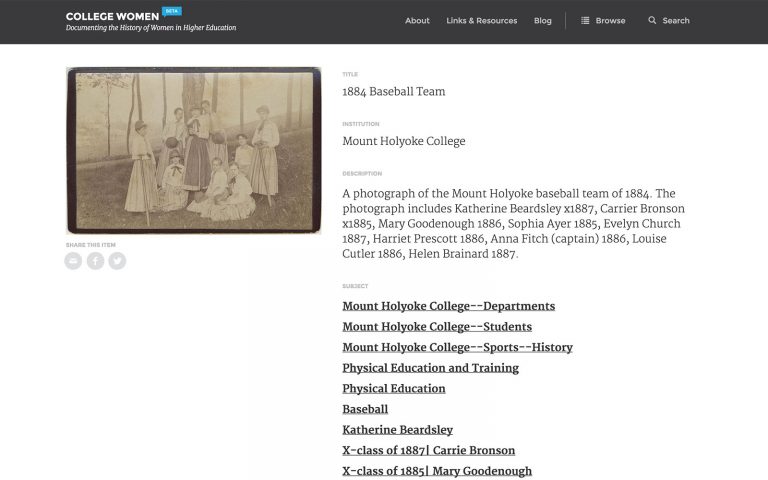 COLLEGE WOMEN BETA
Documenting the History of Women in Higher Education
About Links & Resources Blog Browse Search
TITLE
1884 Baseball Team
INSTITUTION
Mount Holyoke College
DESCRIPTION
A photograph of the Mount Holyoke baseball team of 1884. The
photograph includes Katherine Beardsley x1887, Carrier Bronson
x1885, Mary Goodenough 1886, Sophia Ayer 1885, Evelyn Church
1887, Harriet Prescott 1886, Anna Fitch (captain) 1886, Louise
Cutler 1886, Helen Brainard 1887.
SHARE THIS ITEM
SUBJECT
Mount Holyoke College--Departments
Mount Holyoke College--Students
Mount Holyoke College--Sports--History
Physical Education and Training
Physical Education
Baseball
Katherine Beardsley
X-class of 1887| Carrie Bronson
X-class of 1885| Mary Goodenough